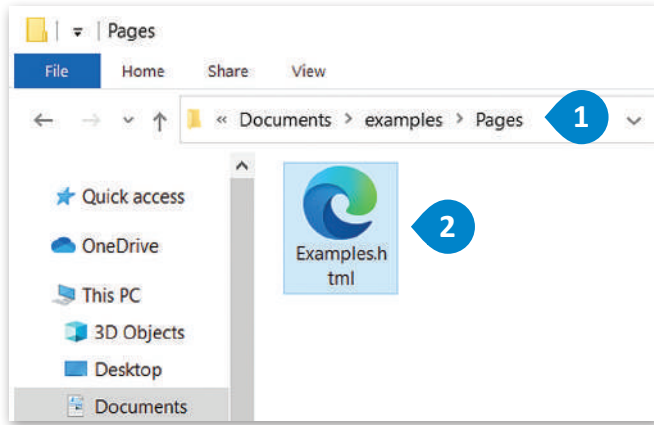 Pages
File Home Share View
« Documents > examples > Pages
1
Quick access
OneDrive
This PC
3D Objects
Desktop
Documents
Examples.h
tml
2